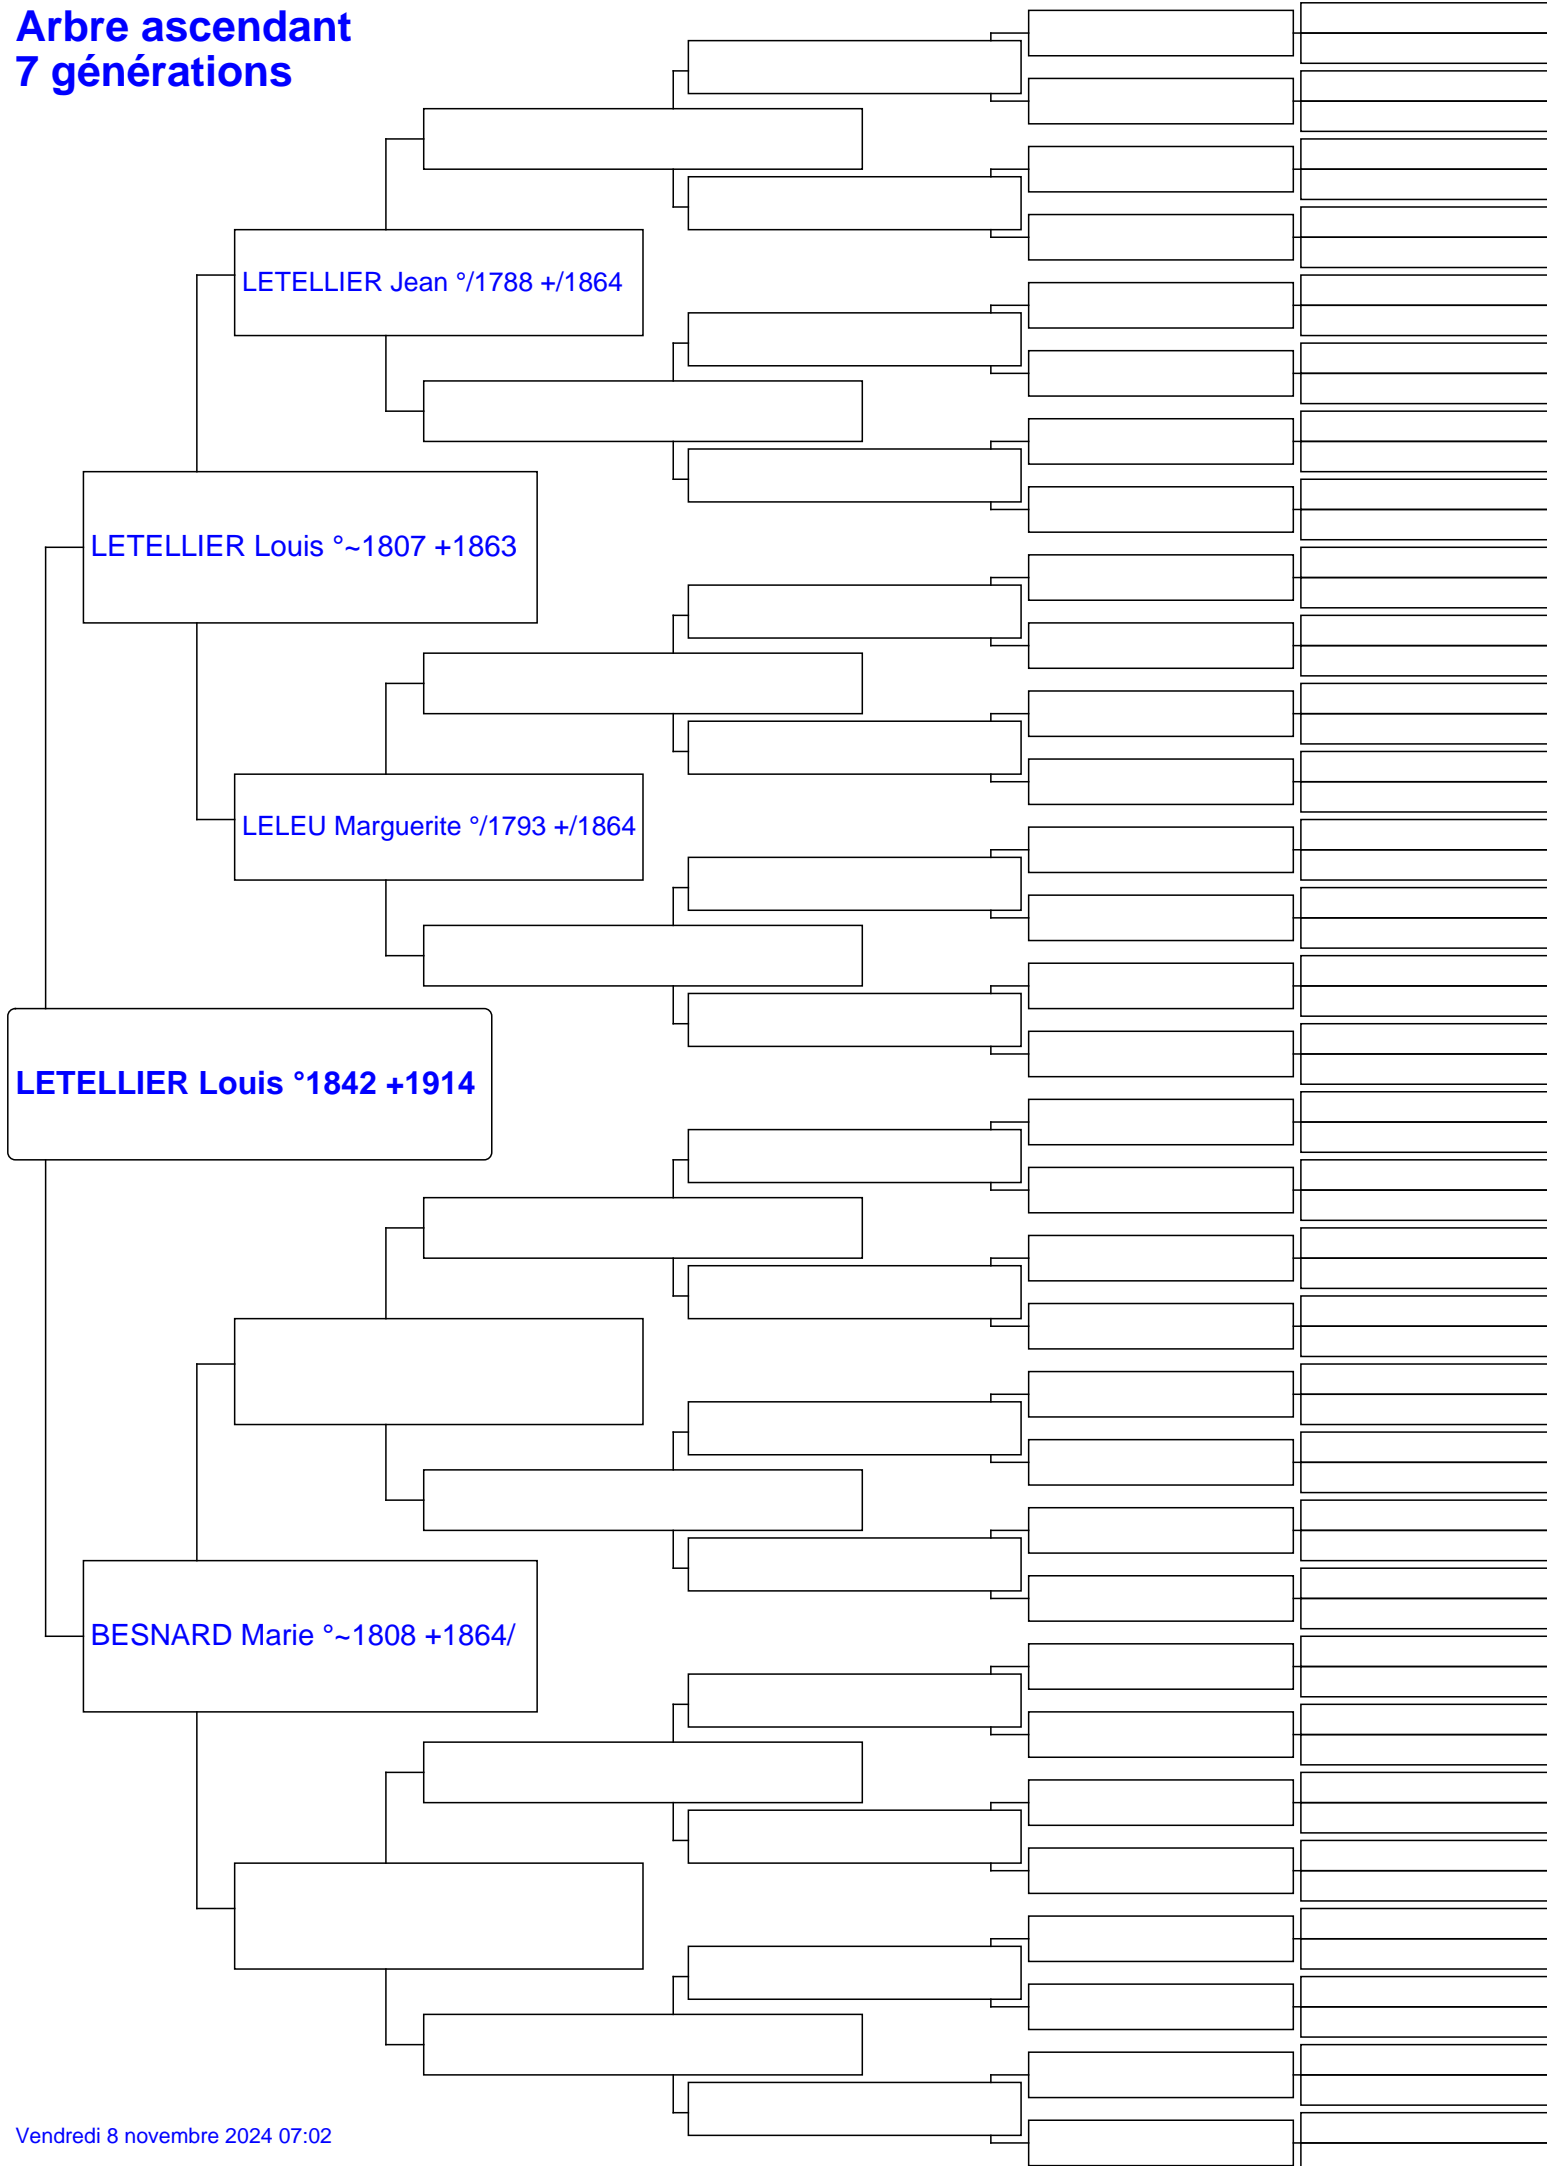 Arbre ascendant
7 générations
LETELLIER Jean °/1788 +/1864
LETELLIER Louis °~1807 +1863
LELEU Marguerite °/1793 +/1864
LETELLIER Louis °1842 +1914
BESNARD Marie °~1808 +1864/
Vendredi 8 novembre 2024 07:02